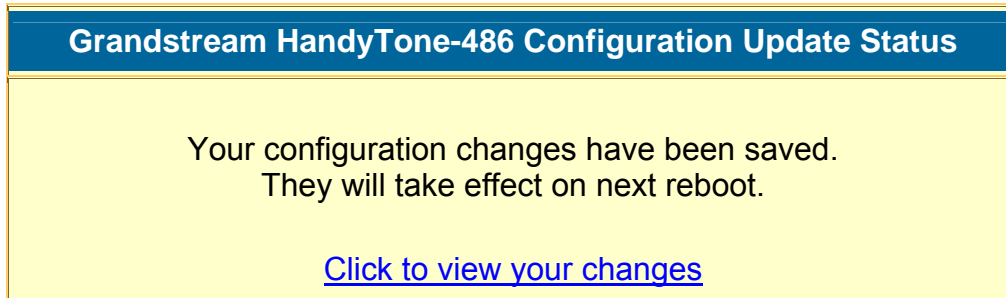 Grandstream HandyTone-486 Configuration Update Status
Your configuration changes have been saved.
They will take effect on next reboot.
Click to view your changes